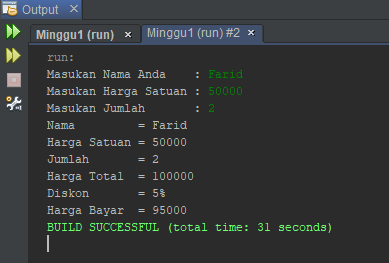 Output ×
Minggu1 (run) × Minggu1 (run) #2 ×
run:
Masukan Nama Anda    : Farid
Masukan Harga Satuan : 50000
Masukan Jumlah       : 2
Nama         = Farid
Harga Satuan = 50000
Jumlah       = 2
Harga Total  = 100000
Diskon       = 5%
Harga Bayar  = 95000
BUILD SUCCESSFUL (total time: 31 seconds)